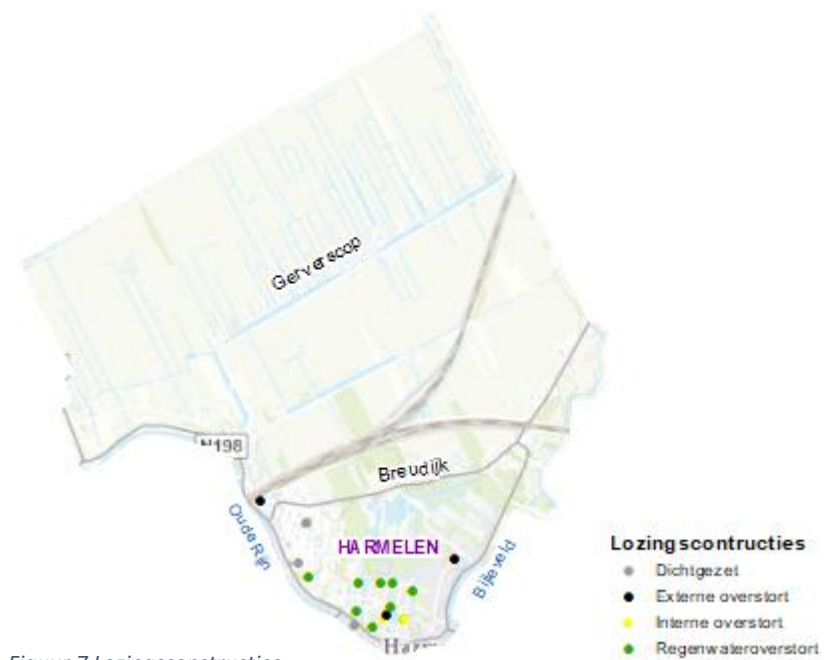 Gerverscop
N198
Breudijk
Oude Rijn
HARMELEN
Bijleveld
Lozingscontructies
Dichtgezet
Externe overstort
Interne overstort
Regenwateroverstort
Figuur 7 Lozingsconstructies